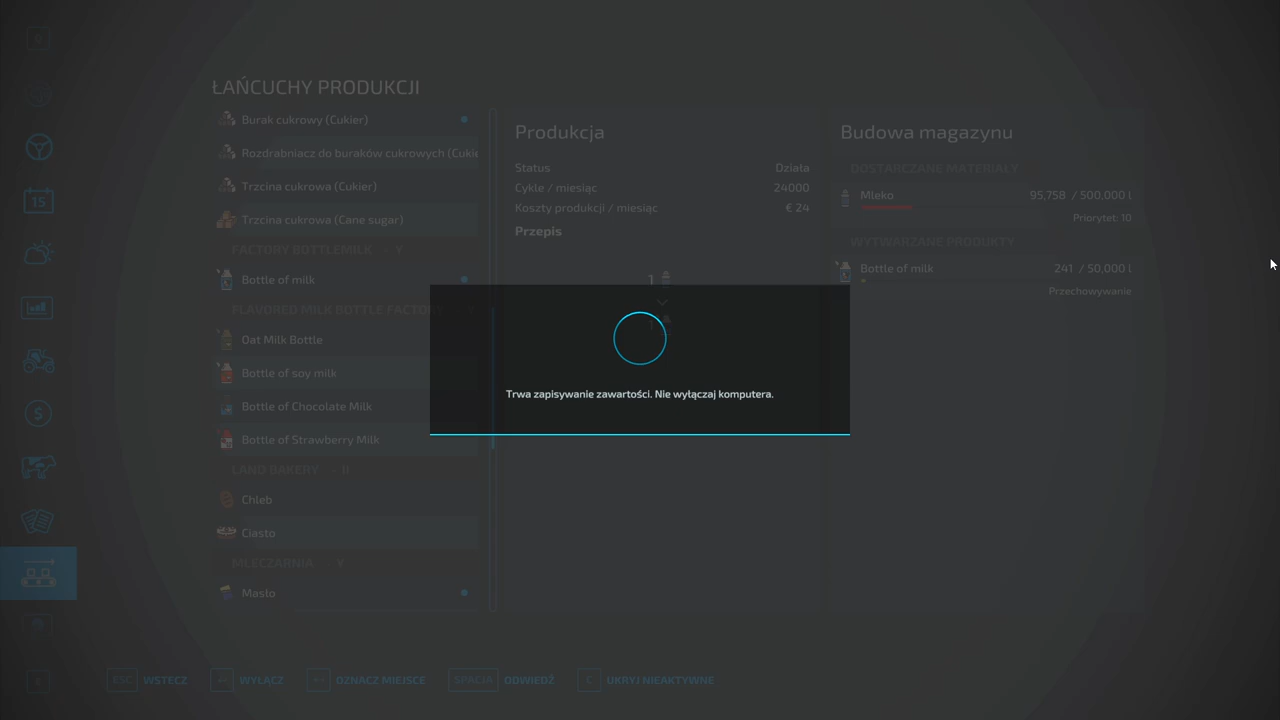 ŁAŃCUCHY PRODUKCJI
Burak cukrowy (Cukier)
Rozdrabniacz do buraków cukrowych (Cukie
Trzcina cukrowa (Cukier)
Trzcina cukrowa (Cane sugar)
FACTORY BOTTLEMILK - Y
Bottle of milk
FLAVORED MILK BOTTLE FACTORY
Oat Milk Bottle
Bottle of soy milk
Bottle of Chocolate Milk
Bottle of Strawberry Milk
LAND BAKERY -
Chleb
Ciasto
MLECZARNIA Y
Masło
Produkcja
Status Działa
Cykle / miesiąc 24000
Koszty produkcji / miesiąc € 24
Przepis
1
1
Budowa magazynu
DOSTARCZANE MATERIAŁY
Mleko 95,758 / 500,000 l
Priorytet: 10
WYTWARZANE PRODUKTY
Bottle of milk 241 / 50,000 l
Przechowywanie
Trwa zapisywanie zawartości. Nie wyłączaj komputera.
15
ESC WSTECZ WYŁĄCZ OZNACZ MIEJSCE SPACJA ODWIEDŹ C UKRYJ NIEAKTYWNE